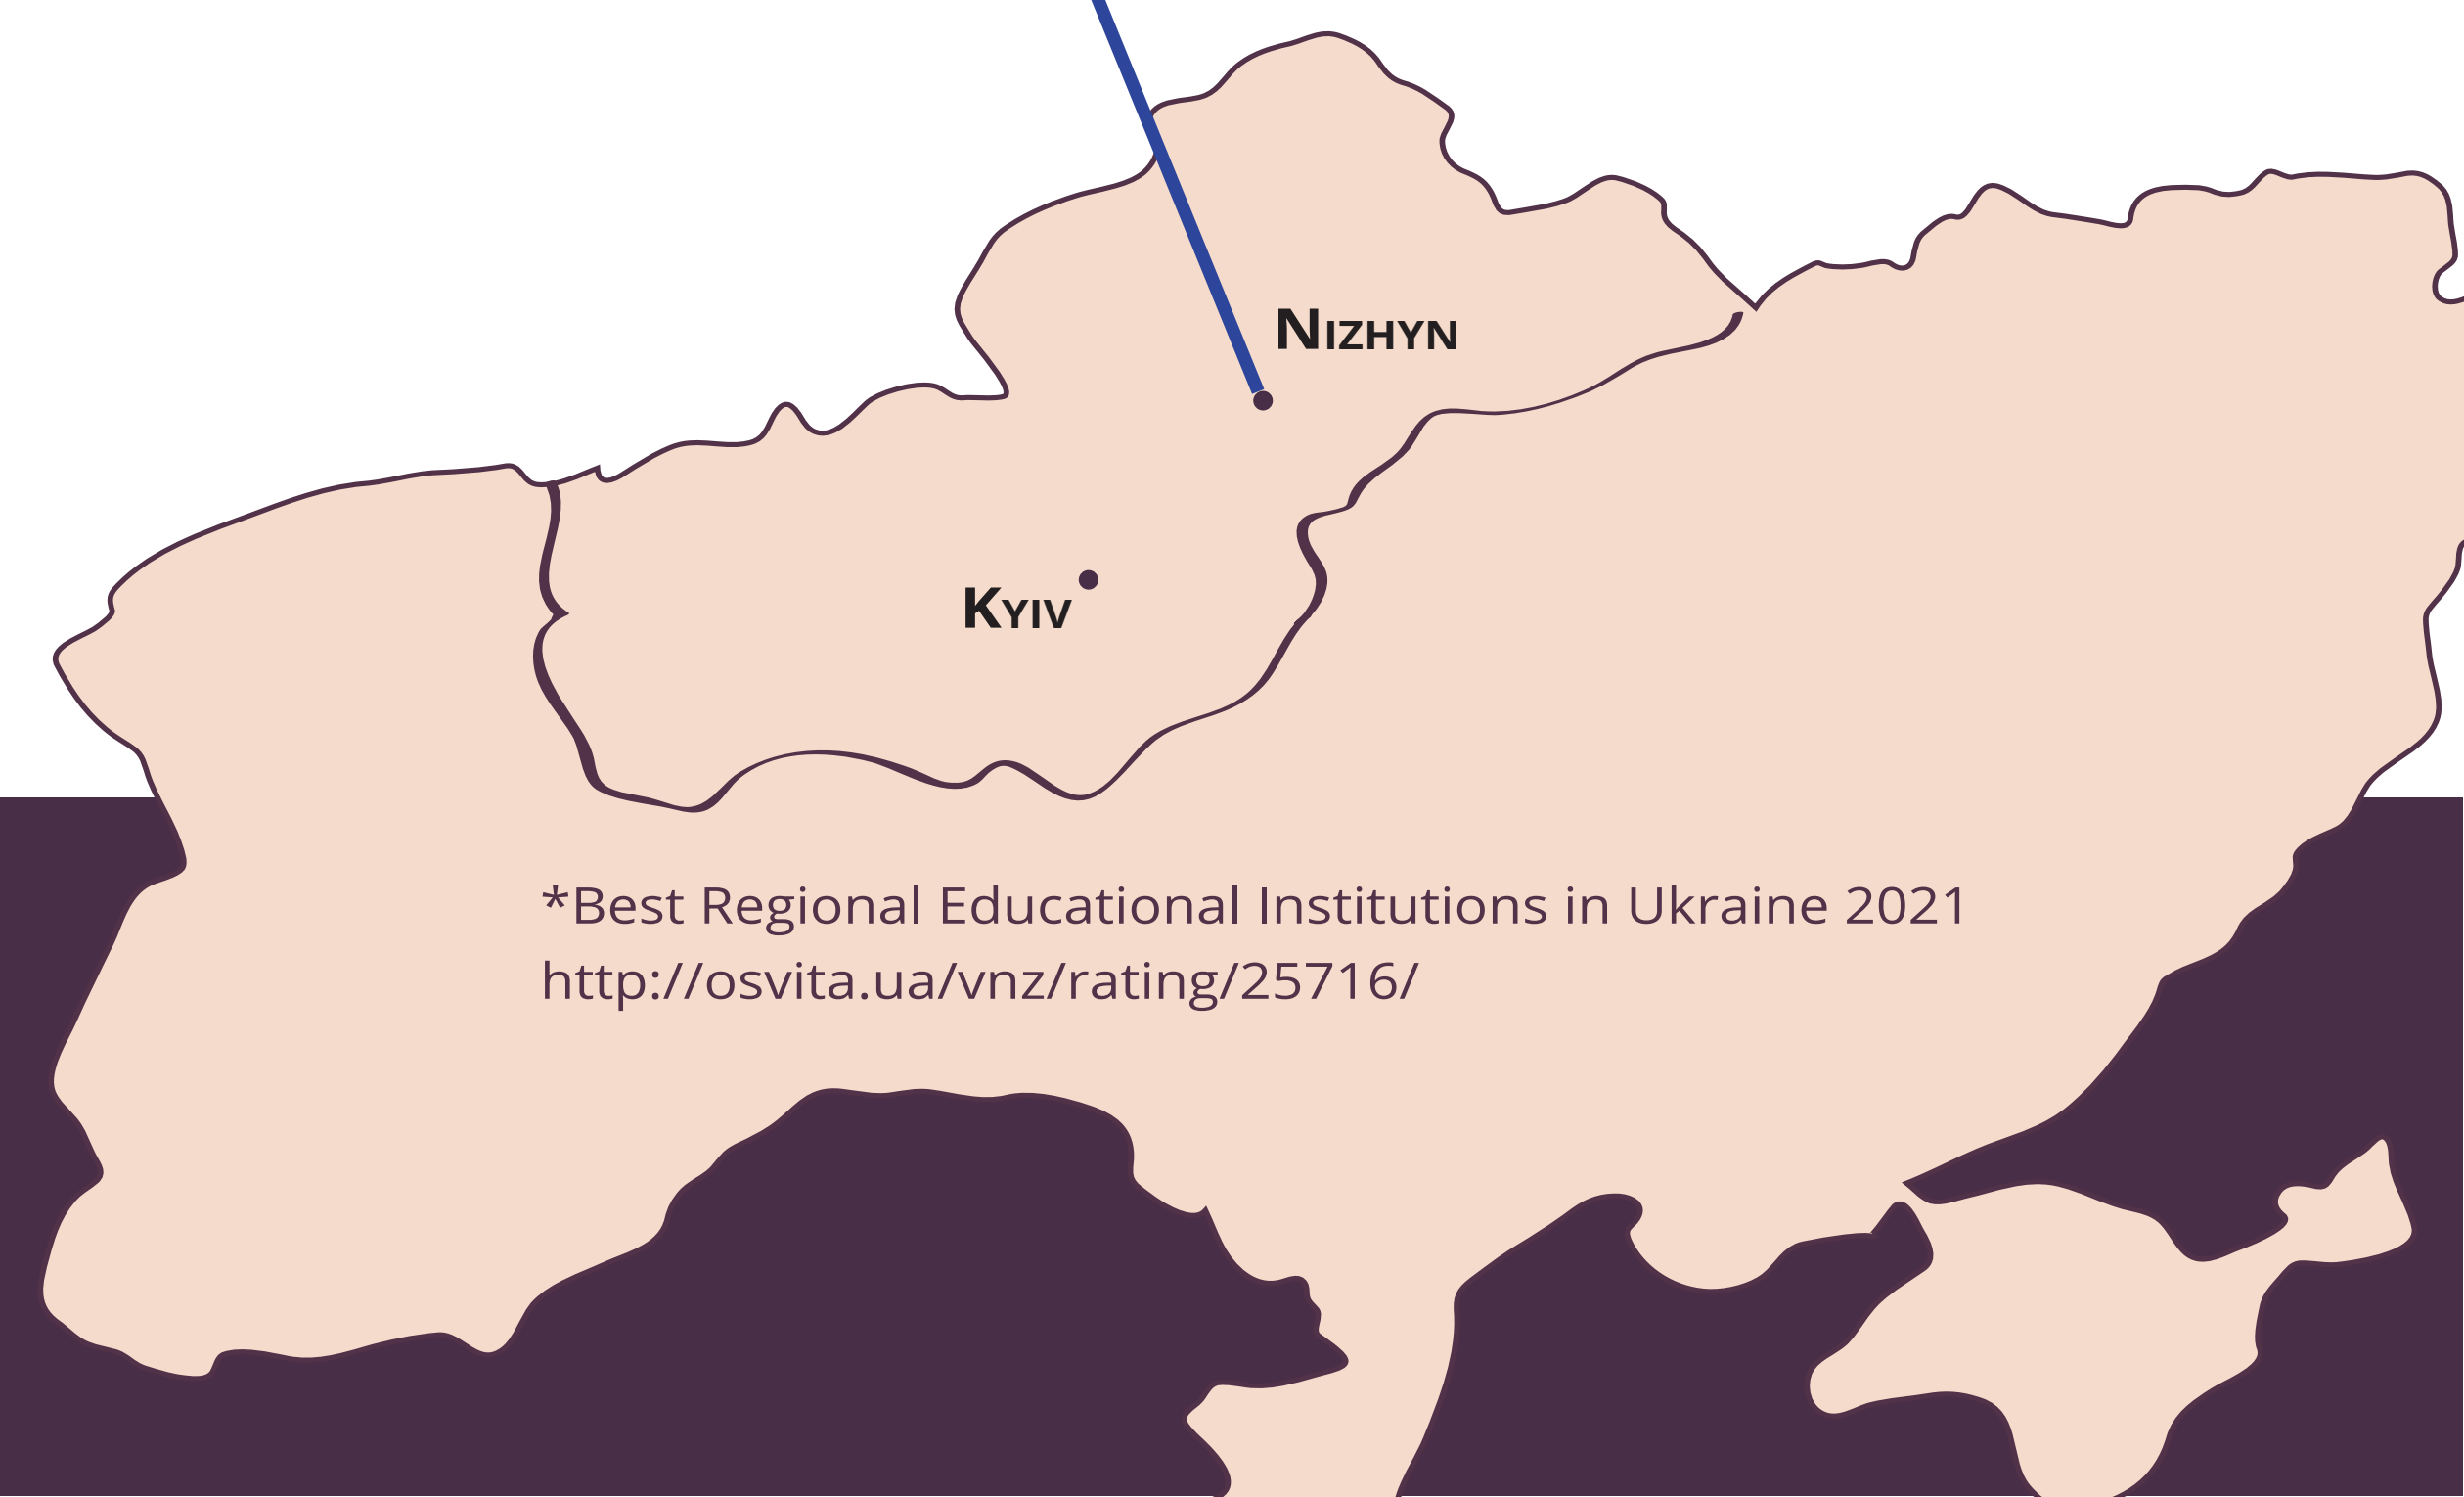 Nizhyn
Kyiv
*Best Regional Educational Institutions in Ukraine 2021
http://osvita.ua/vnz/rating/25716/